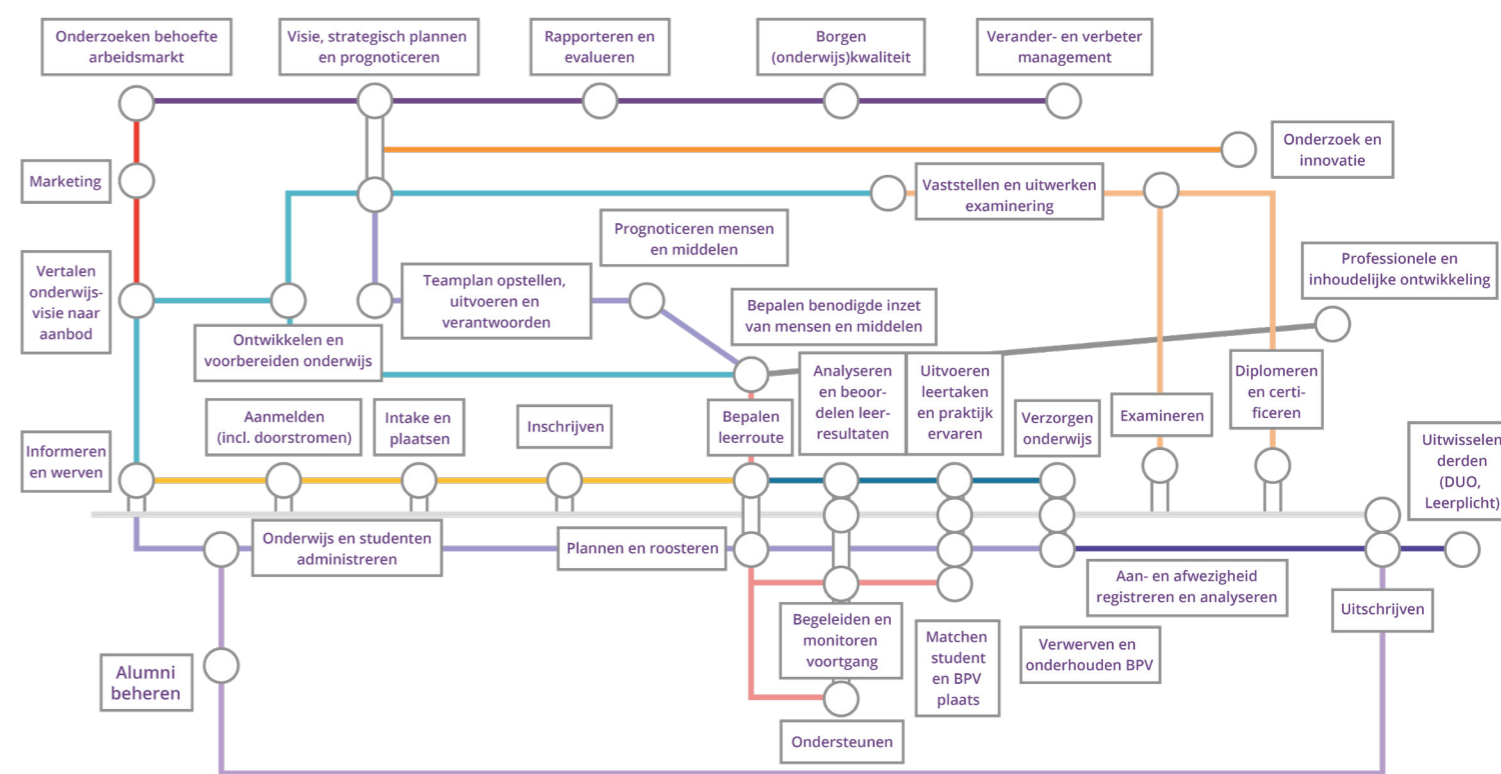 Onderzoeken behoefte
arbeidsmarkt
Visie, strategisch plannen
en prognoticeren
Rapporteren en
evalueren
Borgen
(onderwijs)kwaliteit
Verander- en verbeter
management
Onderzoek en
innovatie
Marketing
Vaststellen en uitwerken
examinering
Prognoticeren mensen
en middelen
Professionele en
inhoudelijke ontwikkeling
Vertalen
onderwijs-
visie naar
aanbod
Teamplan opstellen,
uitvoeren en
verantwoorden
Bepalen benodigde inzet
van mensen en middelen
Ontwikkelen en
voorbereiden onderwijs
Analyseren
en beoor-
delen leer-
resultaten
Uitvoeren
leertaken
en praktijk
ervaren
Diplomeren
en certi-
ficeren
Aanmelden
(incl. doorstromen)
Intake en
plaatsen
Inschrijven
Bepalen
leerroute
Verzorgen
onderwijs
Examineren
Informeren
en werven
Uitwisselen
derden
(DUO,
Leerplicht)
Onderwijs en studenten
administreren
Plannen en roosteren
Aan- en afwezigheid
registreren en analyseren
Uitschrijven
Begeleiden en
monitoren
voortgang
Matchen
student
en BPV
plaats
Verwerven en
onderhouden BPV
Alumni
beheren
Ondersteunen